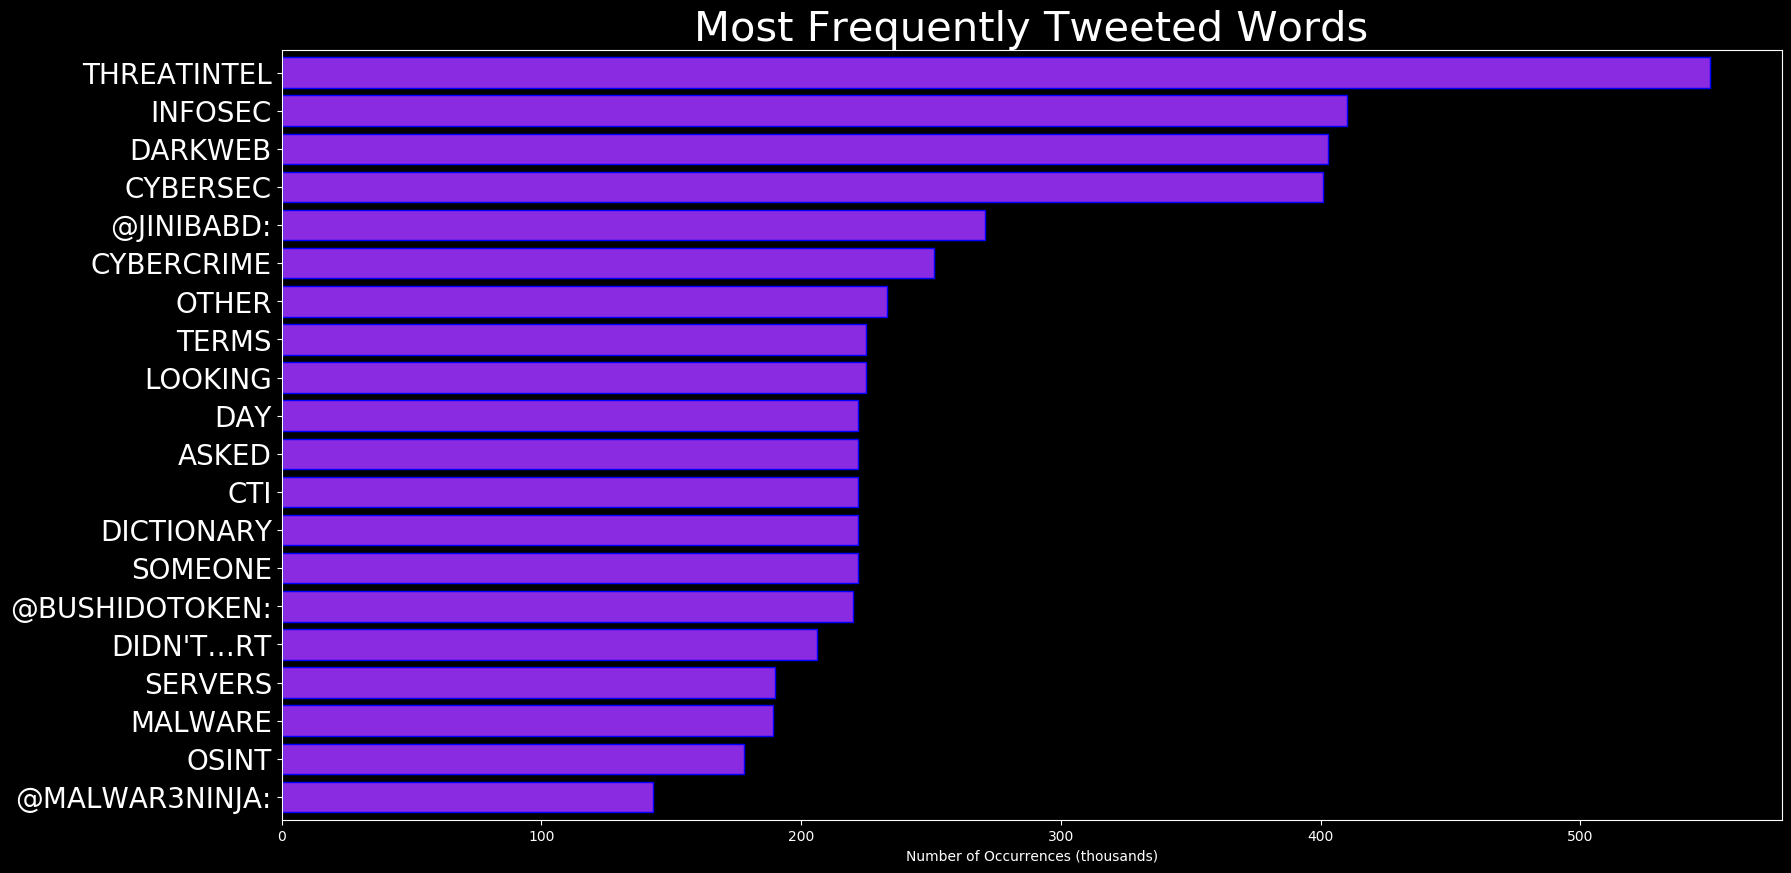 Most Frequently Tweeted Words
THREATINTEL
INFOSEC
DARKWEB
CYBERSEC
@JINIBABD:
CYBERCRIME
OTHER
TERMS
LOOKING
DAY
ASKED
CTI
DICTIONARY
SOMEONE
@BUSHIDOTOKEN:
DIDN'T…RT
SERVERS
MALWARE
OSINT
@MALWAR3NINJA:
0 100 200 300 400 500
Number of Occurrences (thousands)